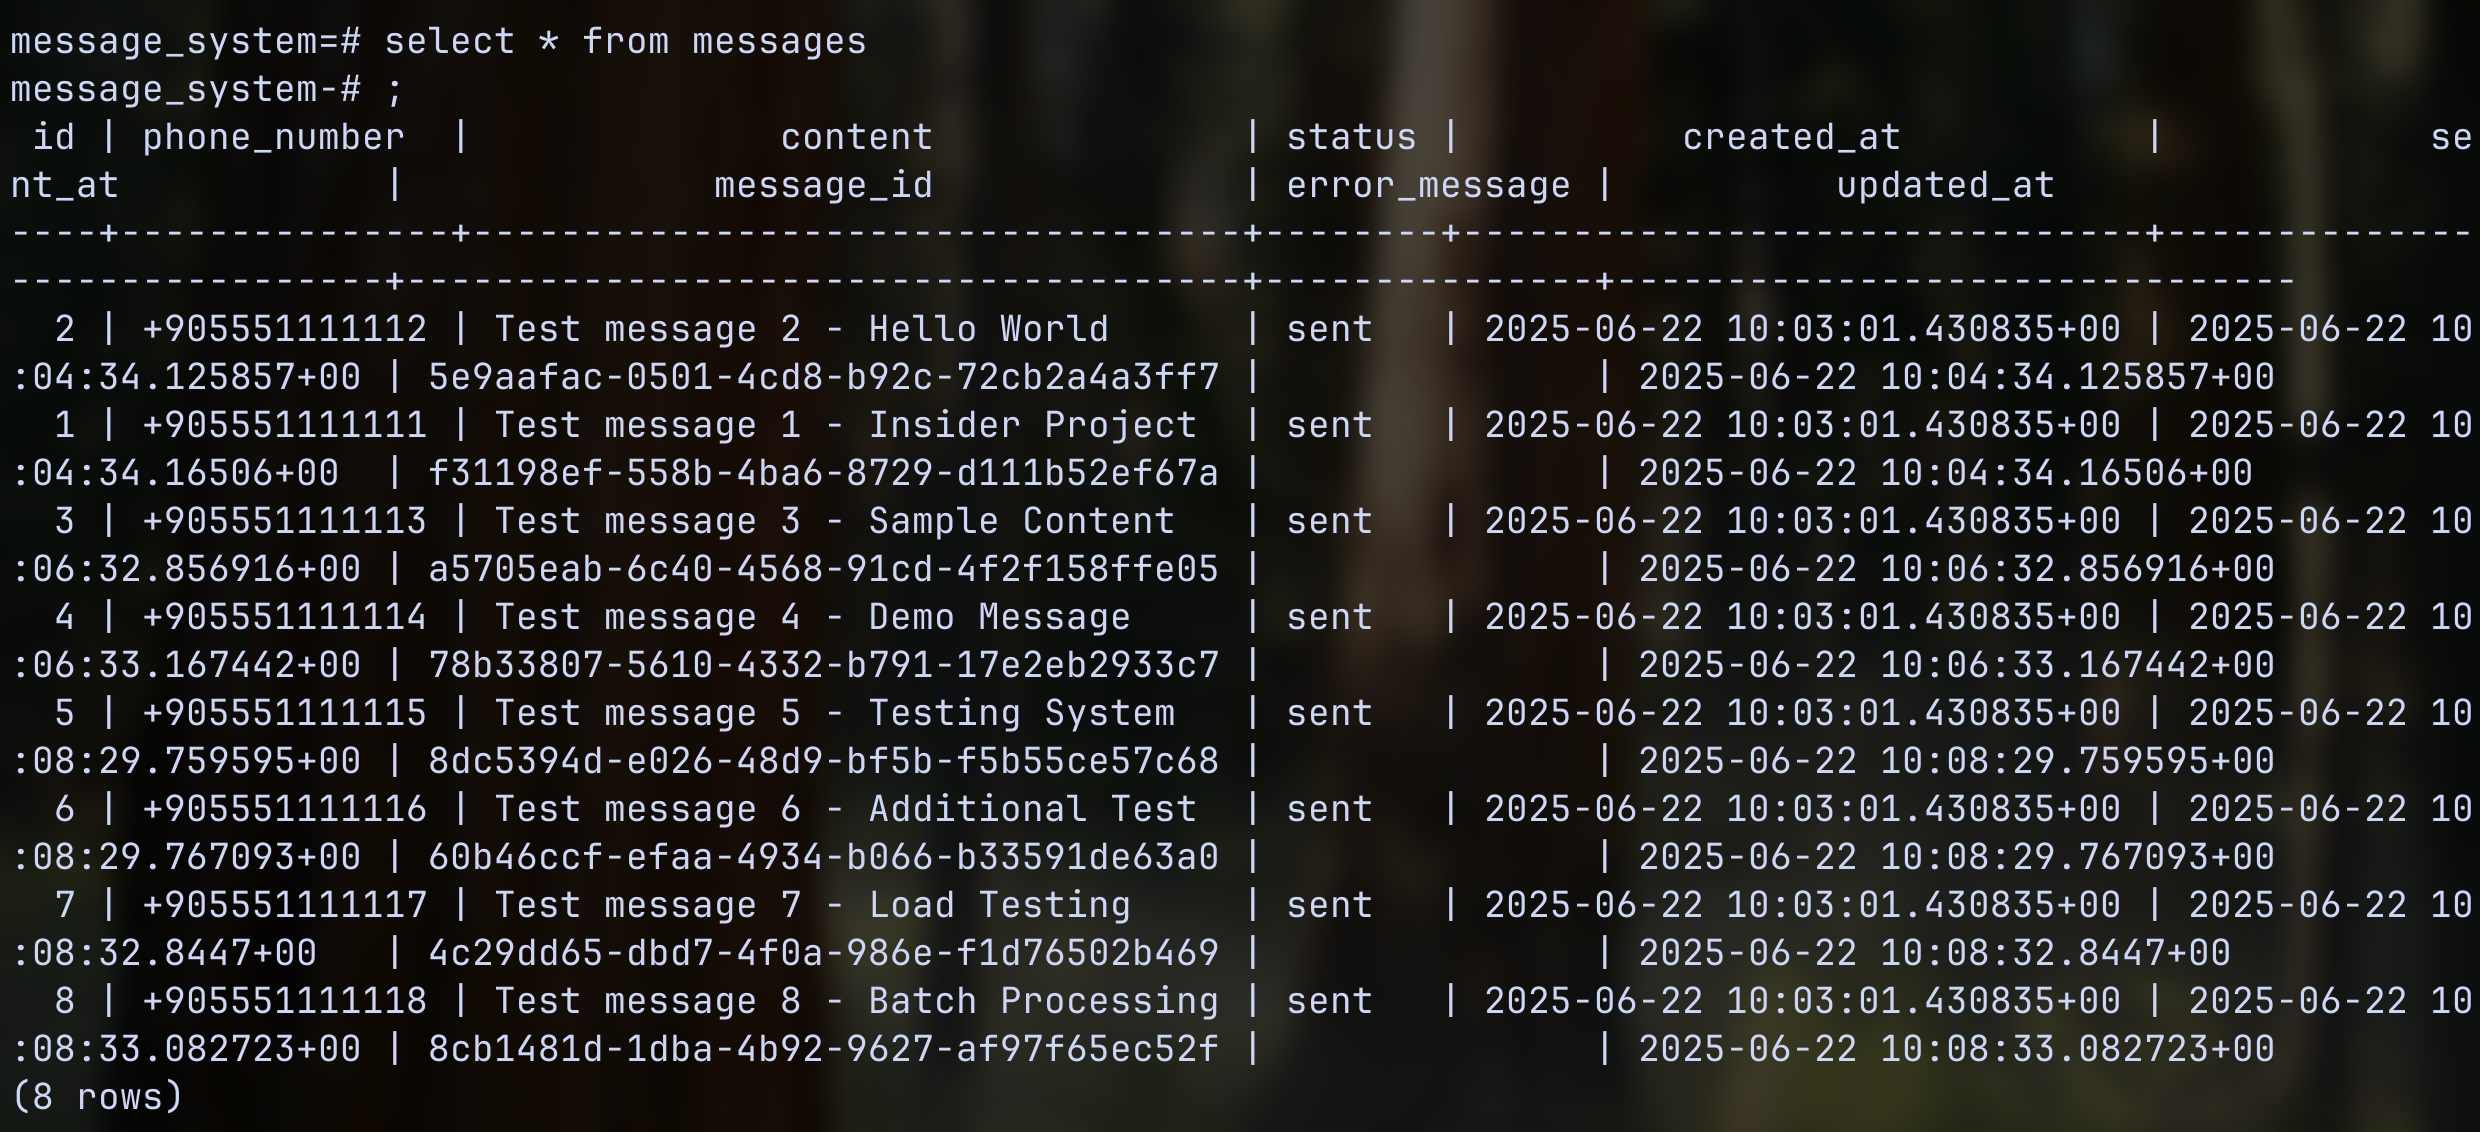 message_system=# select * from messages
message_system-# ;
 id | phone_number  |              content              | status |          created_at           |            se
nt_at            |              message_id              | error_message |          updated_at
----+---------------+-----------------------------------+--------+-------------------------------+--------------
-----------------+--------------------------------------+---------------+-------------------------------
  2 | +905551111112 | Test message 2 - Hello World      | sent   | 2025-06-22 10:03:01.430835+00 | 2025-06-22 10
:04:34.125857+00 | 5e9aafac-0501-4cd8-b92c-72cb2a4a3ff7 |               | 2025-06-22 10:04:34.125857+00
  1 | +905551111111 | Test message 1 - Insider Project  | sent   | 2025-06-22 10:03:01.430835+00 | 2025-06-22 10
:04:34.16506+00  | f31198ef-558b-4ba6-8729-d111b52ef67a |               | 2025-06-22 10:04:34.16506+00
  3 | +905551111113 | Test message 3 - Sample Content   | sent   | 2025-06-22 10:03:01.430835+00 | 2025-06-22 10
:06:32.856916+00 | a5705eab-6c40-4568-91cd-4f2f158ffe05 |               | 2025-06-22 10:06:32.856916+00
  4 | +905551111114 | Test message 4 - Demo Message     | sent   | 2025-06-22 10:03:01.430835+00 | 2025-06-22 10
:06:33.167442+00 | 78b33807-5610-4332-b791-17e2eb2933c7 |               | 2025-06-22 10:06:33.167442+00
  5 | +905551111115 | Test message 5 - Testing System   | sent   | 2025-06-22 10:03:01.430835+00 | 2025-06-22 10
:08:29.759595+00 | 8dc5394d-e026-48d9-bf5b-f5b55ce57c68 |               | 2025-06-22 10:08:29.759595+00
  6 | +905551111116 | Test message 6 - Additional Test  | sent   | 2025-06-22 10:03:01.430835+00 | 2025-06-22 10
:08:29.767093+00 | 60b46ccf-efaa-4934-b066-b33591de63a0 |               | 2025-06-22 10:08:29.767093+00
  7 | +905551111117 | Test message 7 - Load Testing     | sent   | 2025-06-22 10:03:01.430835+00 | 2025-06-22 10
:08:32.8447+00   | 4c29dd65-dbd7-4f0a-986e-f1d76502b469 |               | 2025-06-22 10:08:32.8447+00
  8 | +905551111118 | Test message 8 - Batch Processing | sent   | 2025-06-22 10:03:01.430835+00 | 2025-06-22 10
:08:33.082723+00 | 8cb1481d-1dba-4b92-9627-af97f65ec52f |               | 2025-06-22 10:08:33.082723+00
(8 rows)